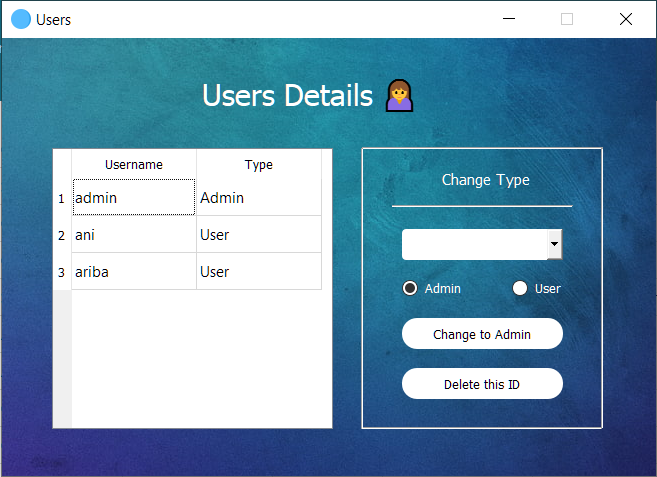 Users
Users Details 🙍‍♀️
Username Type
1 admin Admin
2 ani User
3 ariba User
Change Type
Admin User
Change to Admin
Delete this ID